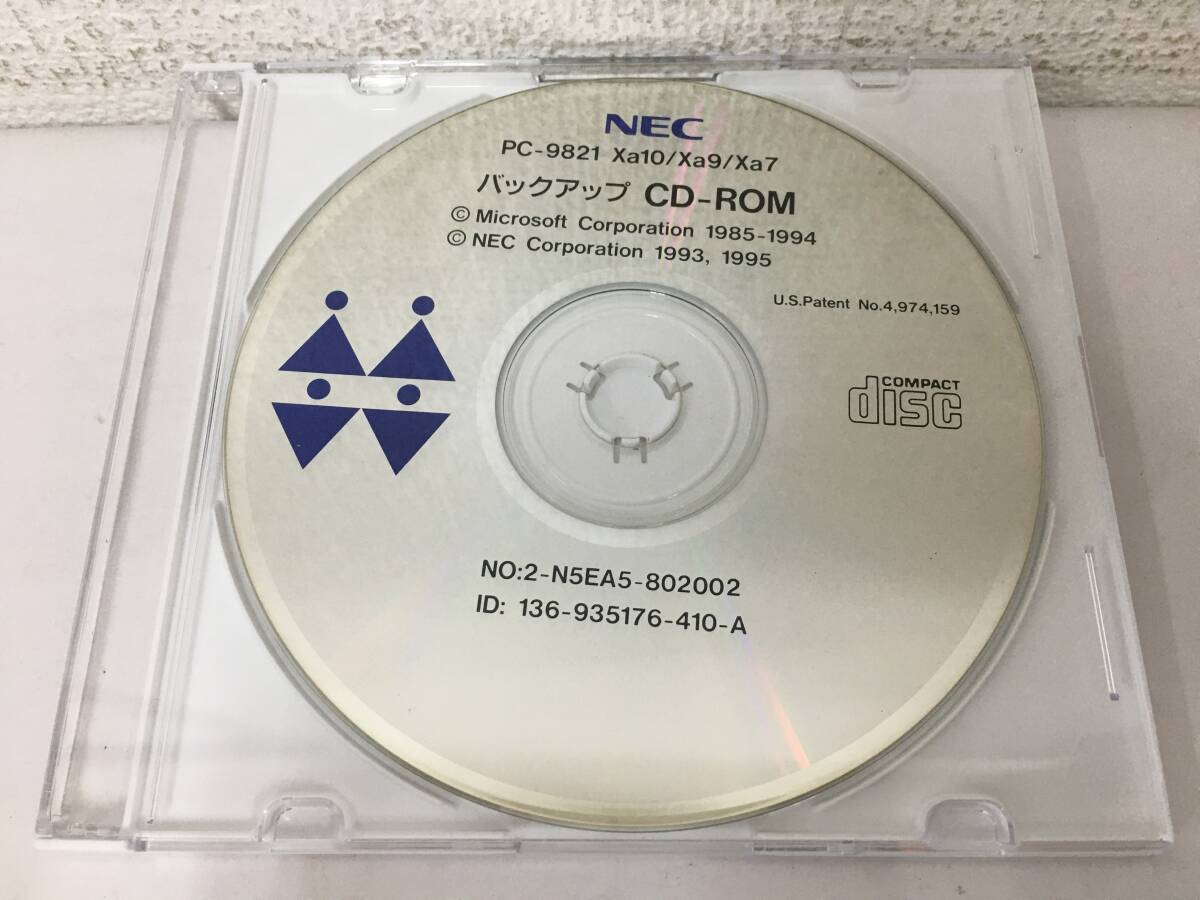 NEC
PC-9821 Xa10/Xa9/Xa7
バックアップ CD-ROM
© Microsoft Corporation 1985-1994
© NEC Corporation 1993, 1995
U.S.Patent No.4,974,159
COMPACT
disc
NO:2-N5EA5-802002
ID: 136-935176-410-A